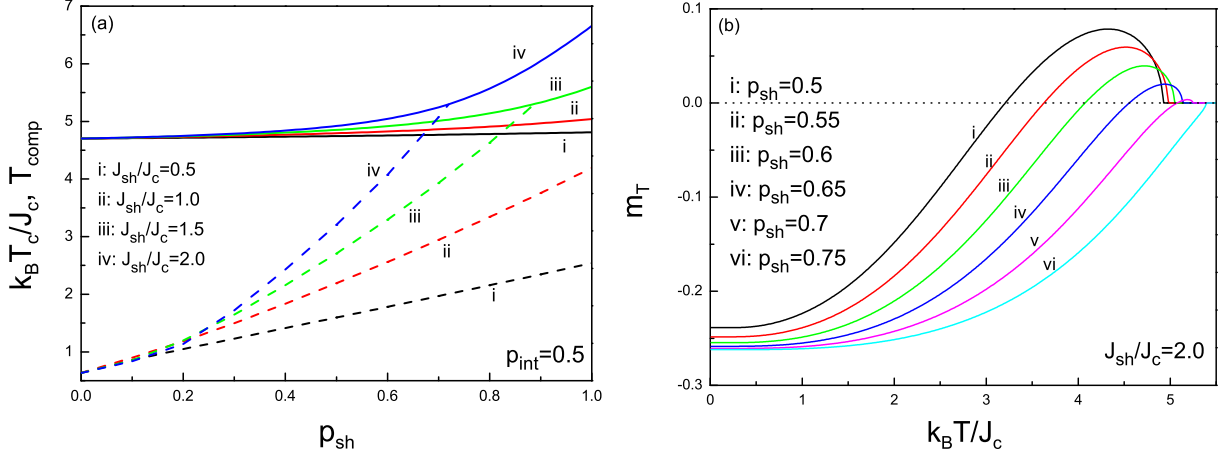 (a)
k_B T_c/J_c, T_comp
7
6
5
4
3
2
1
0.0 0.2 0.4 0.6 0.8 1.0
p_sh
iv
iii
ii
i
iv
iii
ii
i
i: J_sh/J_c=0.5
ii: J_sh/J_c=1.0
iii: J_sh/J_c=1.5
iv: J_sh/J_c=2.0
p_int=0.5
(b)
m_T
0.1
0.0
-0.1
-0.2
-0.3
0 1 2 3 4 5
k_B T/J_c
i: p_sh=0.5
ii: p_sh=0.55
iii: p_sh=0.6
iv: p_sh=0.65
v: p_sh=0.7
vi: p_sh=0.75
i
ii
iii
iv
v
vi
J_sh/J_c=2.0